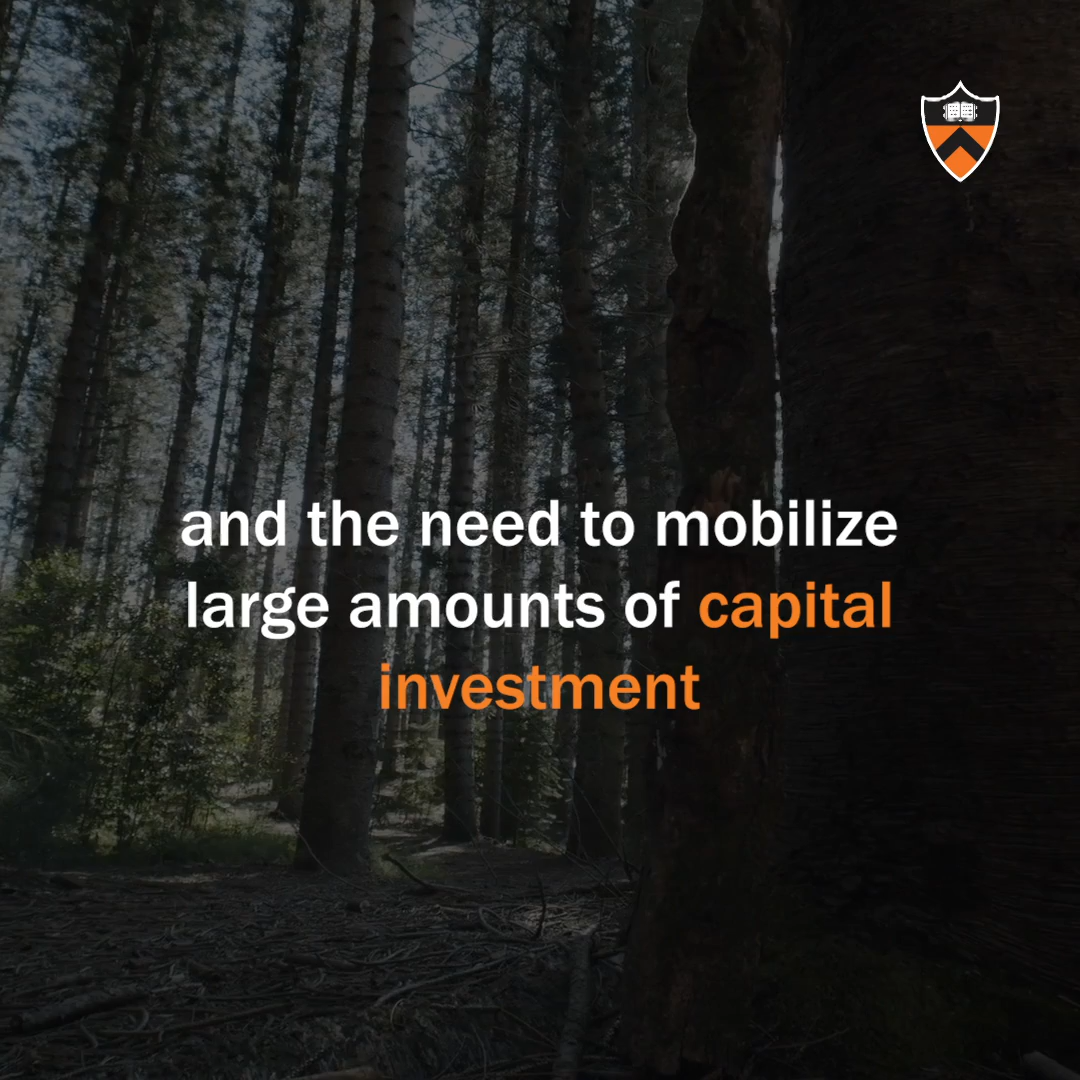 and the need to mobilize
large amounts of capital
investment